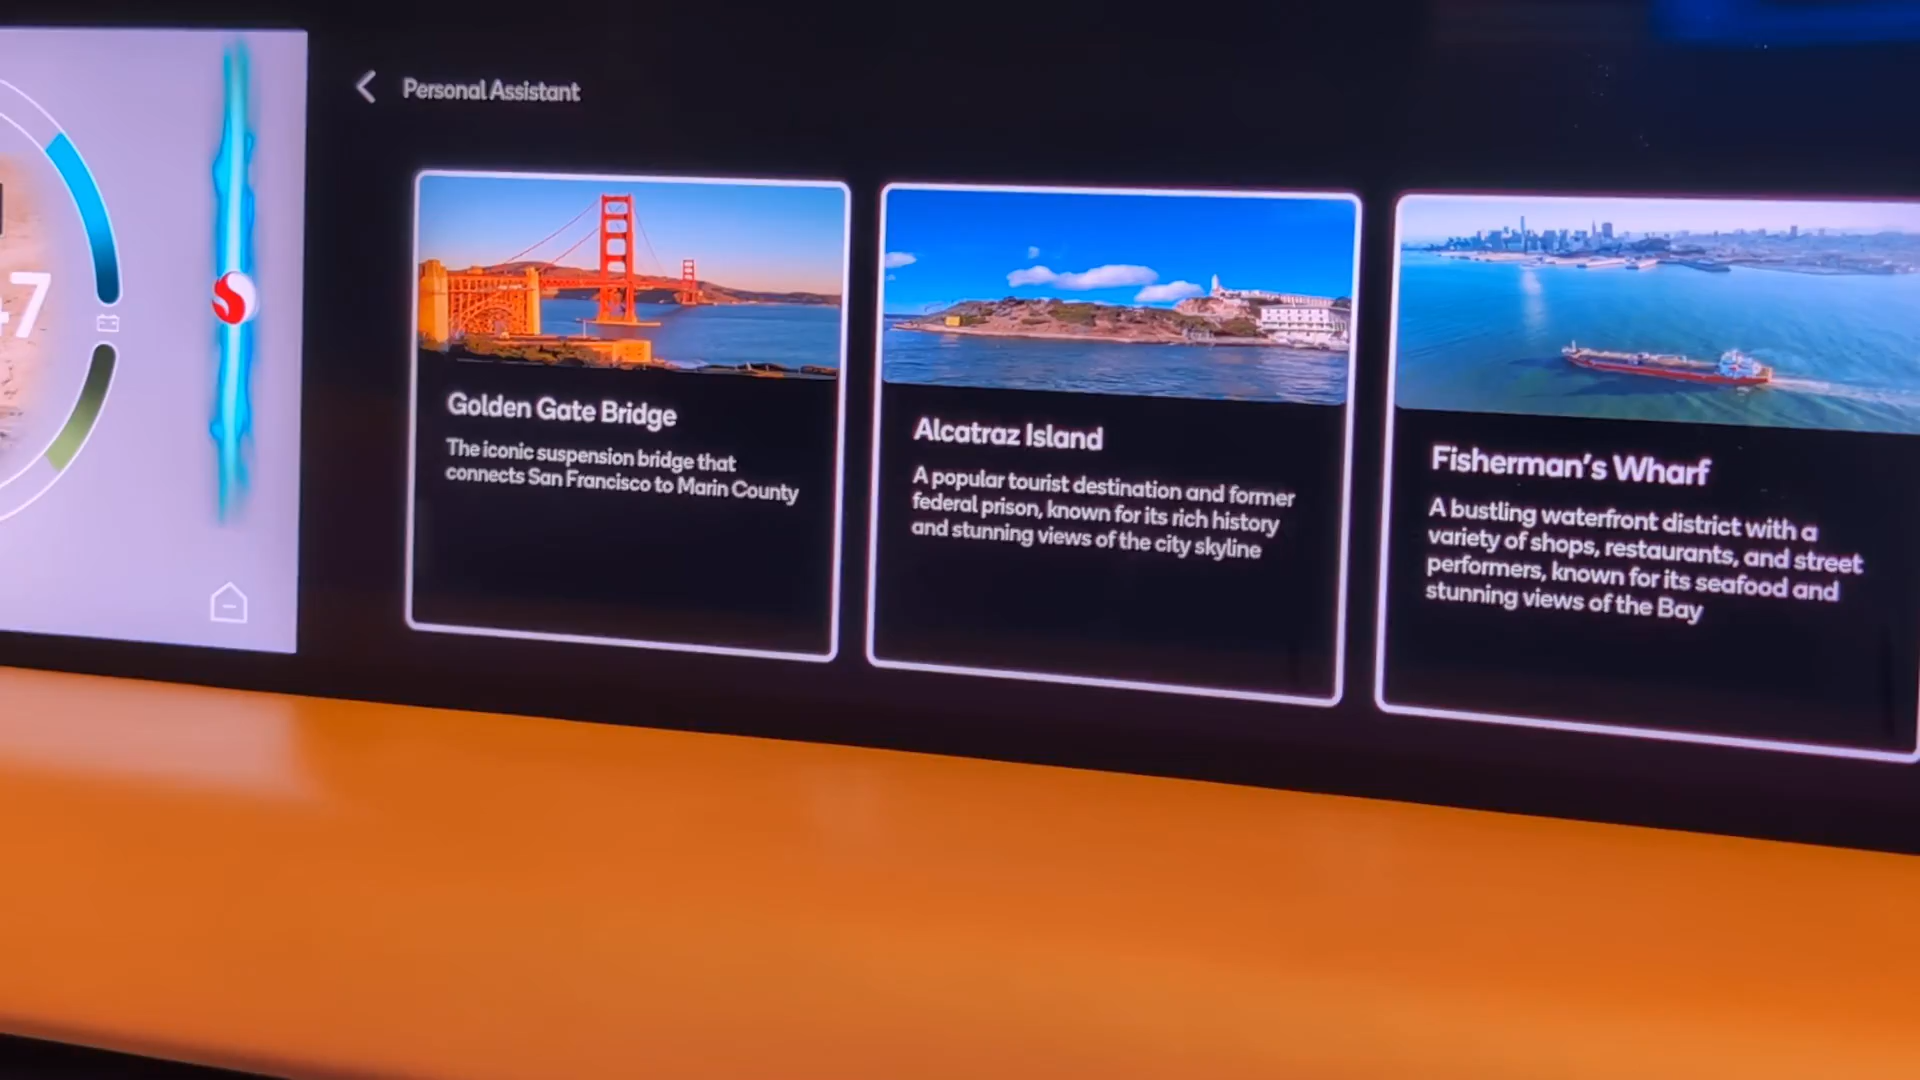 Personal Assistant
Golden Gate Bridge
The iconic suspension bridge that
connects San Francisco to Marin County
Alcatraz Island
A popular tourist destination and former
federal prison, known for its rich history
and stunning views of the city skyline
Fisherman's Wharf
A bustling waterfront district with a
variety of shops, restaurants, and street
performers, known for its seafood and
stunning views of the Bay